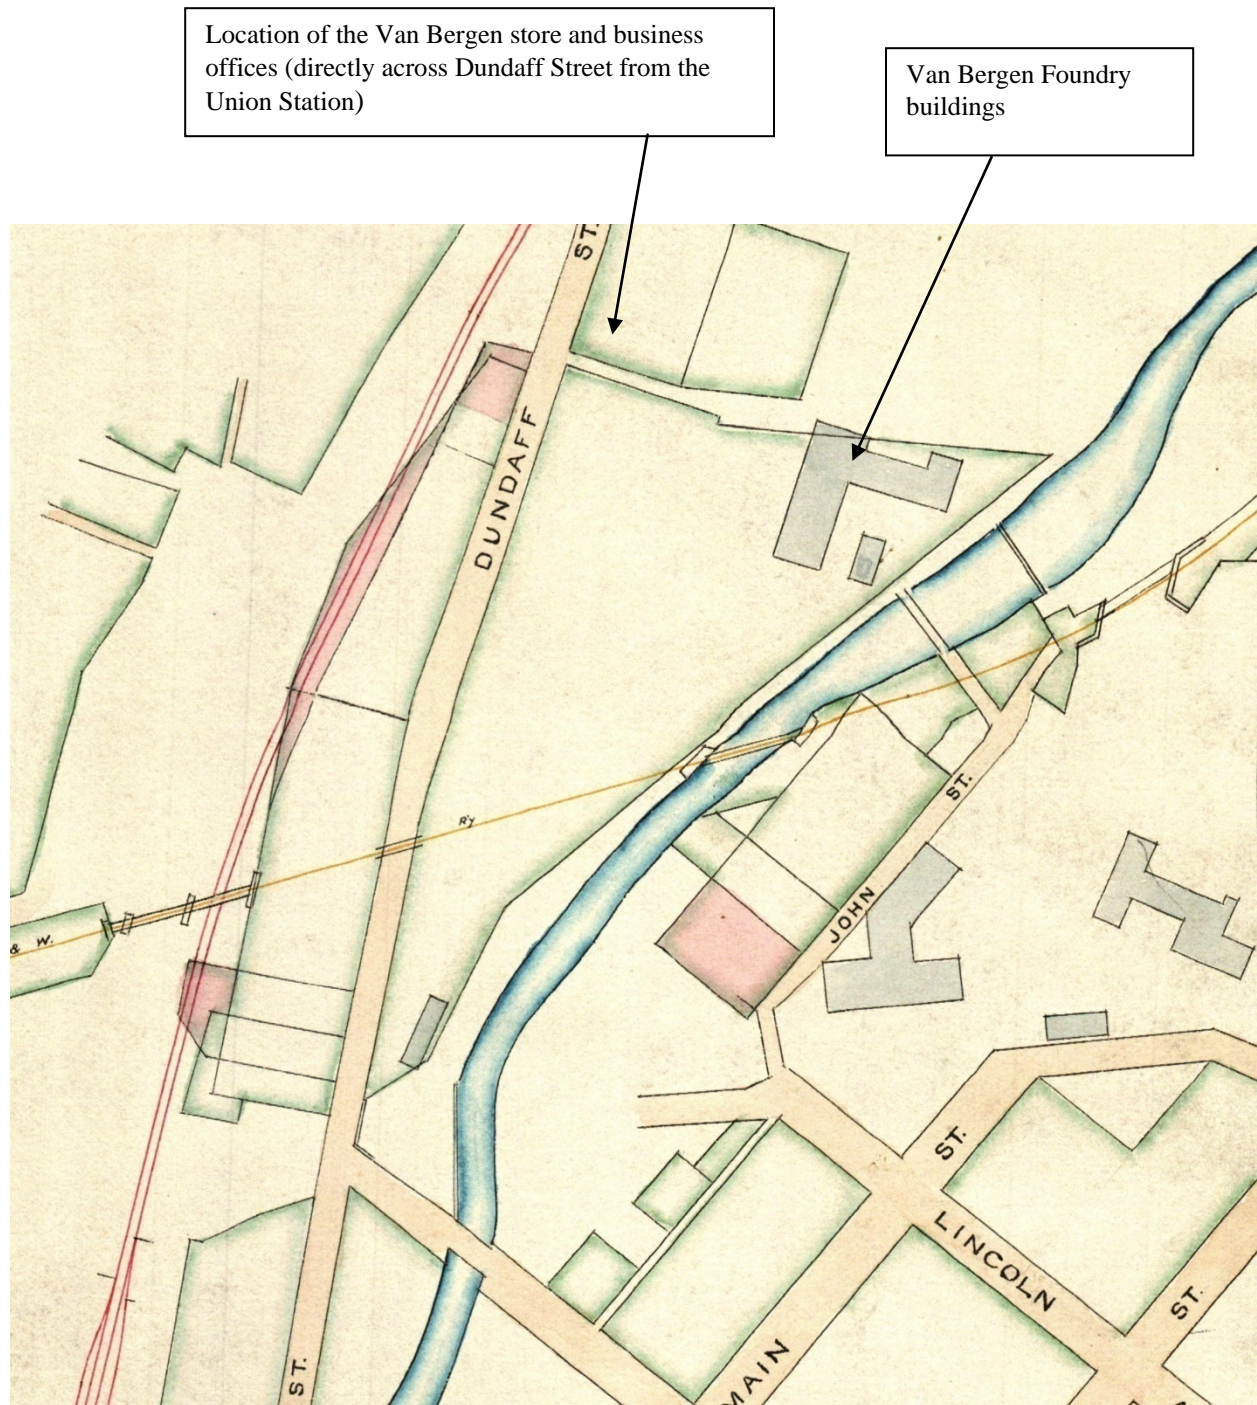 Location of the Van Bergen store and business
offices (directly across Dundaff Street from the
Union Station)
Van Bergen Foundry
buildings
ST.
DUNDAFF
R'y
& W.
ST.
JOHN
ST.
LINCOLN
ST.
MAIN
ST.